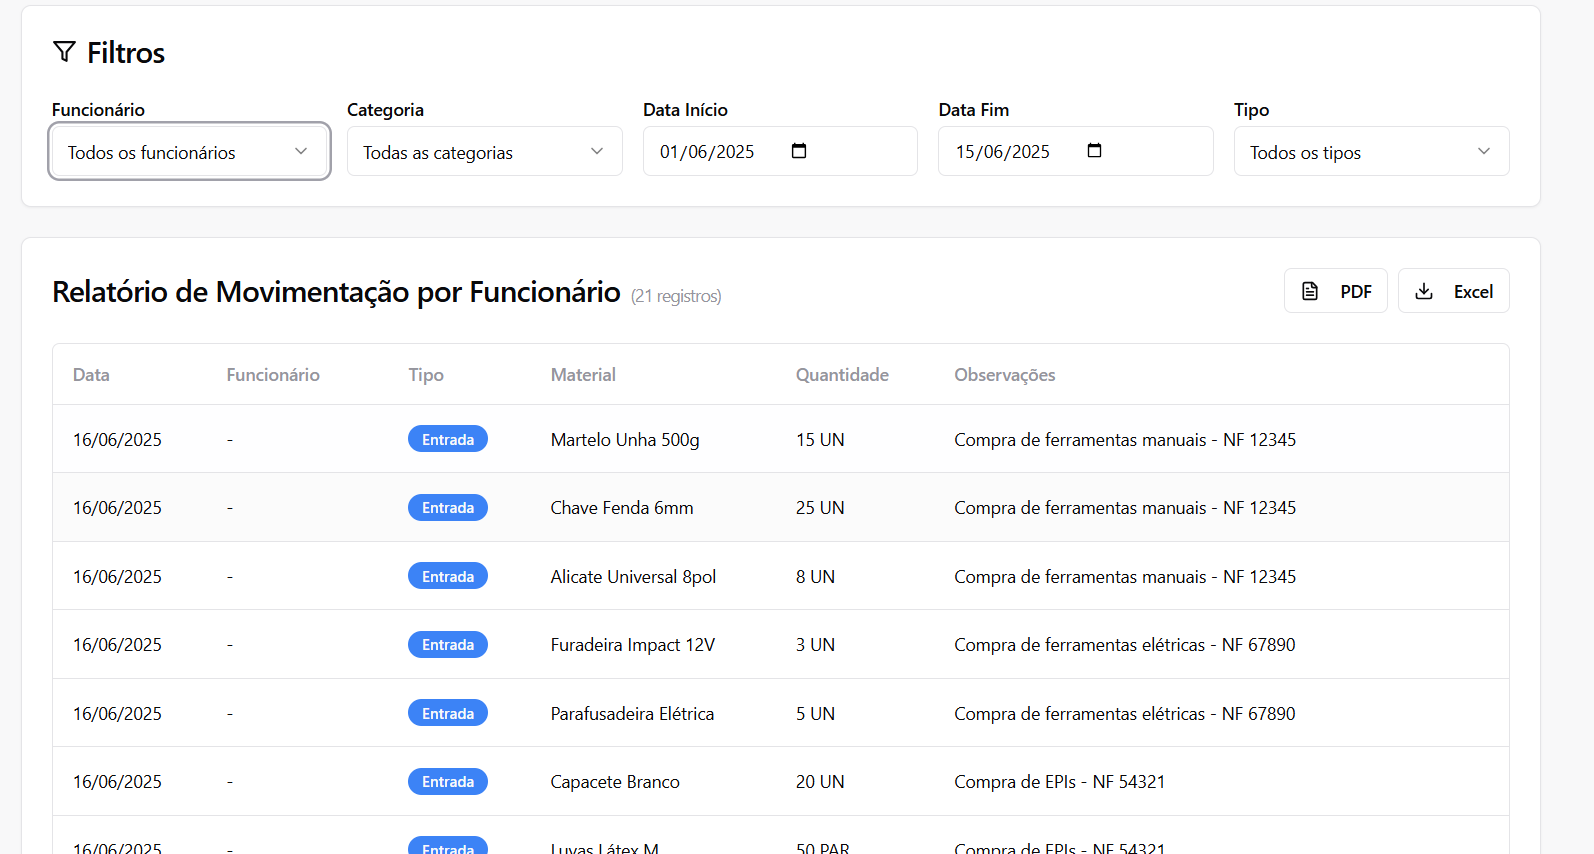 Filtros
Funcionário Categoria Data Início Data Fim Tipo
Todos os funcionários Todas as categorias 01/06/2025 15/06/2025 Todos os tipos
Relatório de Movimentação por Funcionário (21 registros) PDF Excel
Data Funcionário Tipo Material Quantidade Observações
16/06/2025 - Entrada Martelo Unha 500g 15 UN Compra de ferramentas manuais - NF 12345
16/06/2025 - Entrada Chave Fenda 6mm 25 UN Compra de ferramentas manuais - NF 12345
16/06/2025 - Entrada Alicate Universal 8pol 8 UN Compra de ferramentas manuais - NF 12345
16/06/2025 - Entrada Furadeira Impact 12V 3 UN Compra de ferramentas elétricas - NF 67890
16/06/2025 - Entrada Parafusadeira Elétrica 5 UN Compra de ferramentas elétricas - NF 67890
16/06/2025 - Entrada Capacete Branco 20 UN Compra de EPIs - NF 54321
16/06/2025 - Entrada Luvas Látex M 50 PAR Compra de EPIs - NF 54321